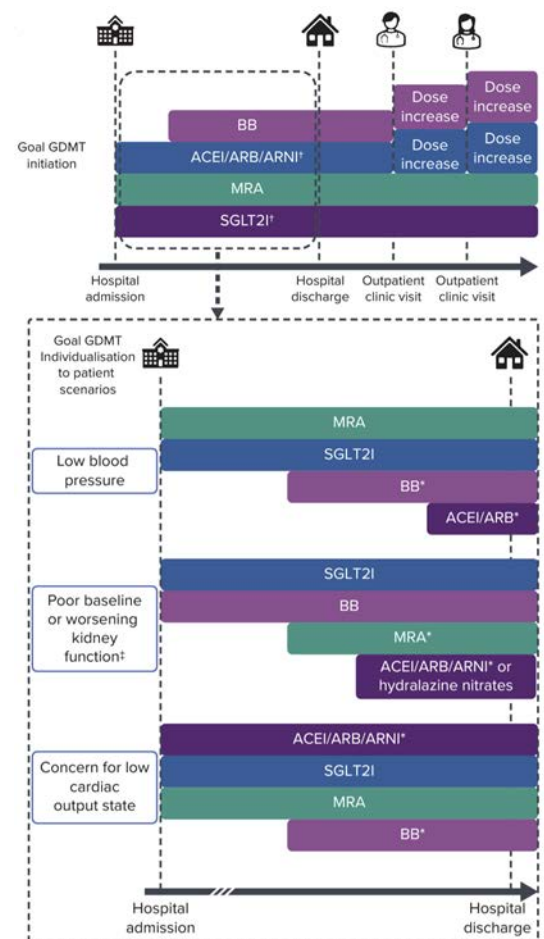 Goal GDMT
initiation
BB
Dose
increase
Dose
increase
ACEI/ARB/ARNI†
Dose
increase
Dose
increase
MRA
SGLT2I†
Hospital
admission
Hospital
discharge
Outpatient
clinic visit
Outpatient
clinic visit
Goal GDMT
Individualisation
to patient
scenarios
Low blood
pressure
MRA
SGLT2I
BB*
ACEI/ARB*
Poor baseline
or worsening
kidney
function‡
SGLT2I
BB
MRA*
ACEI/ARB/ARNI* or
hydralazine nitrates
Concern for low
cardiac
output state
ACEI/ARB/ARNI*
SGLT2I
MRA
BB*
Hospital
admission
Hospital
discharge